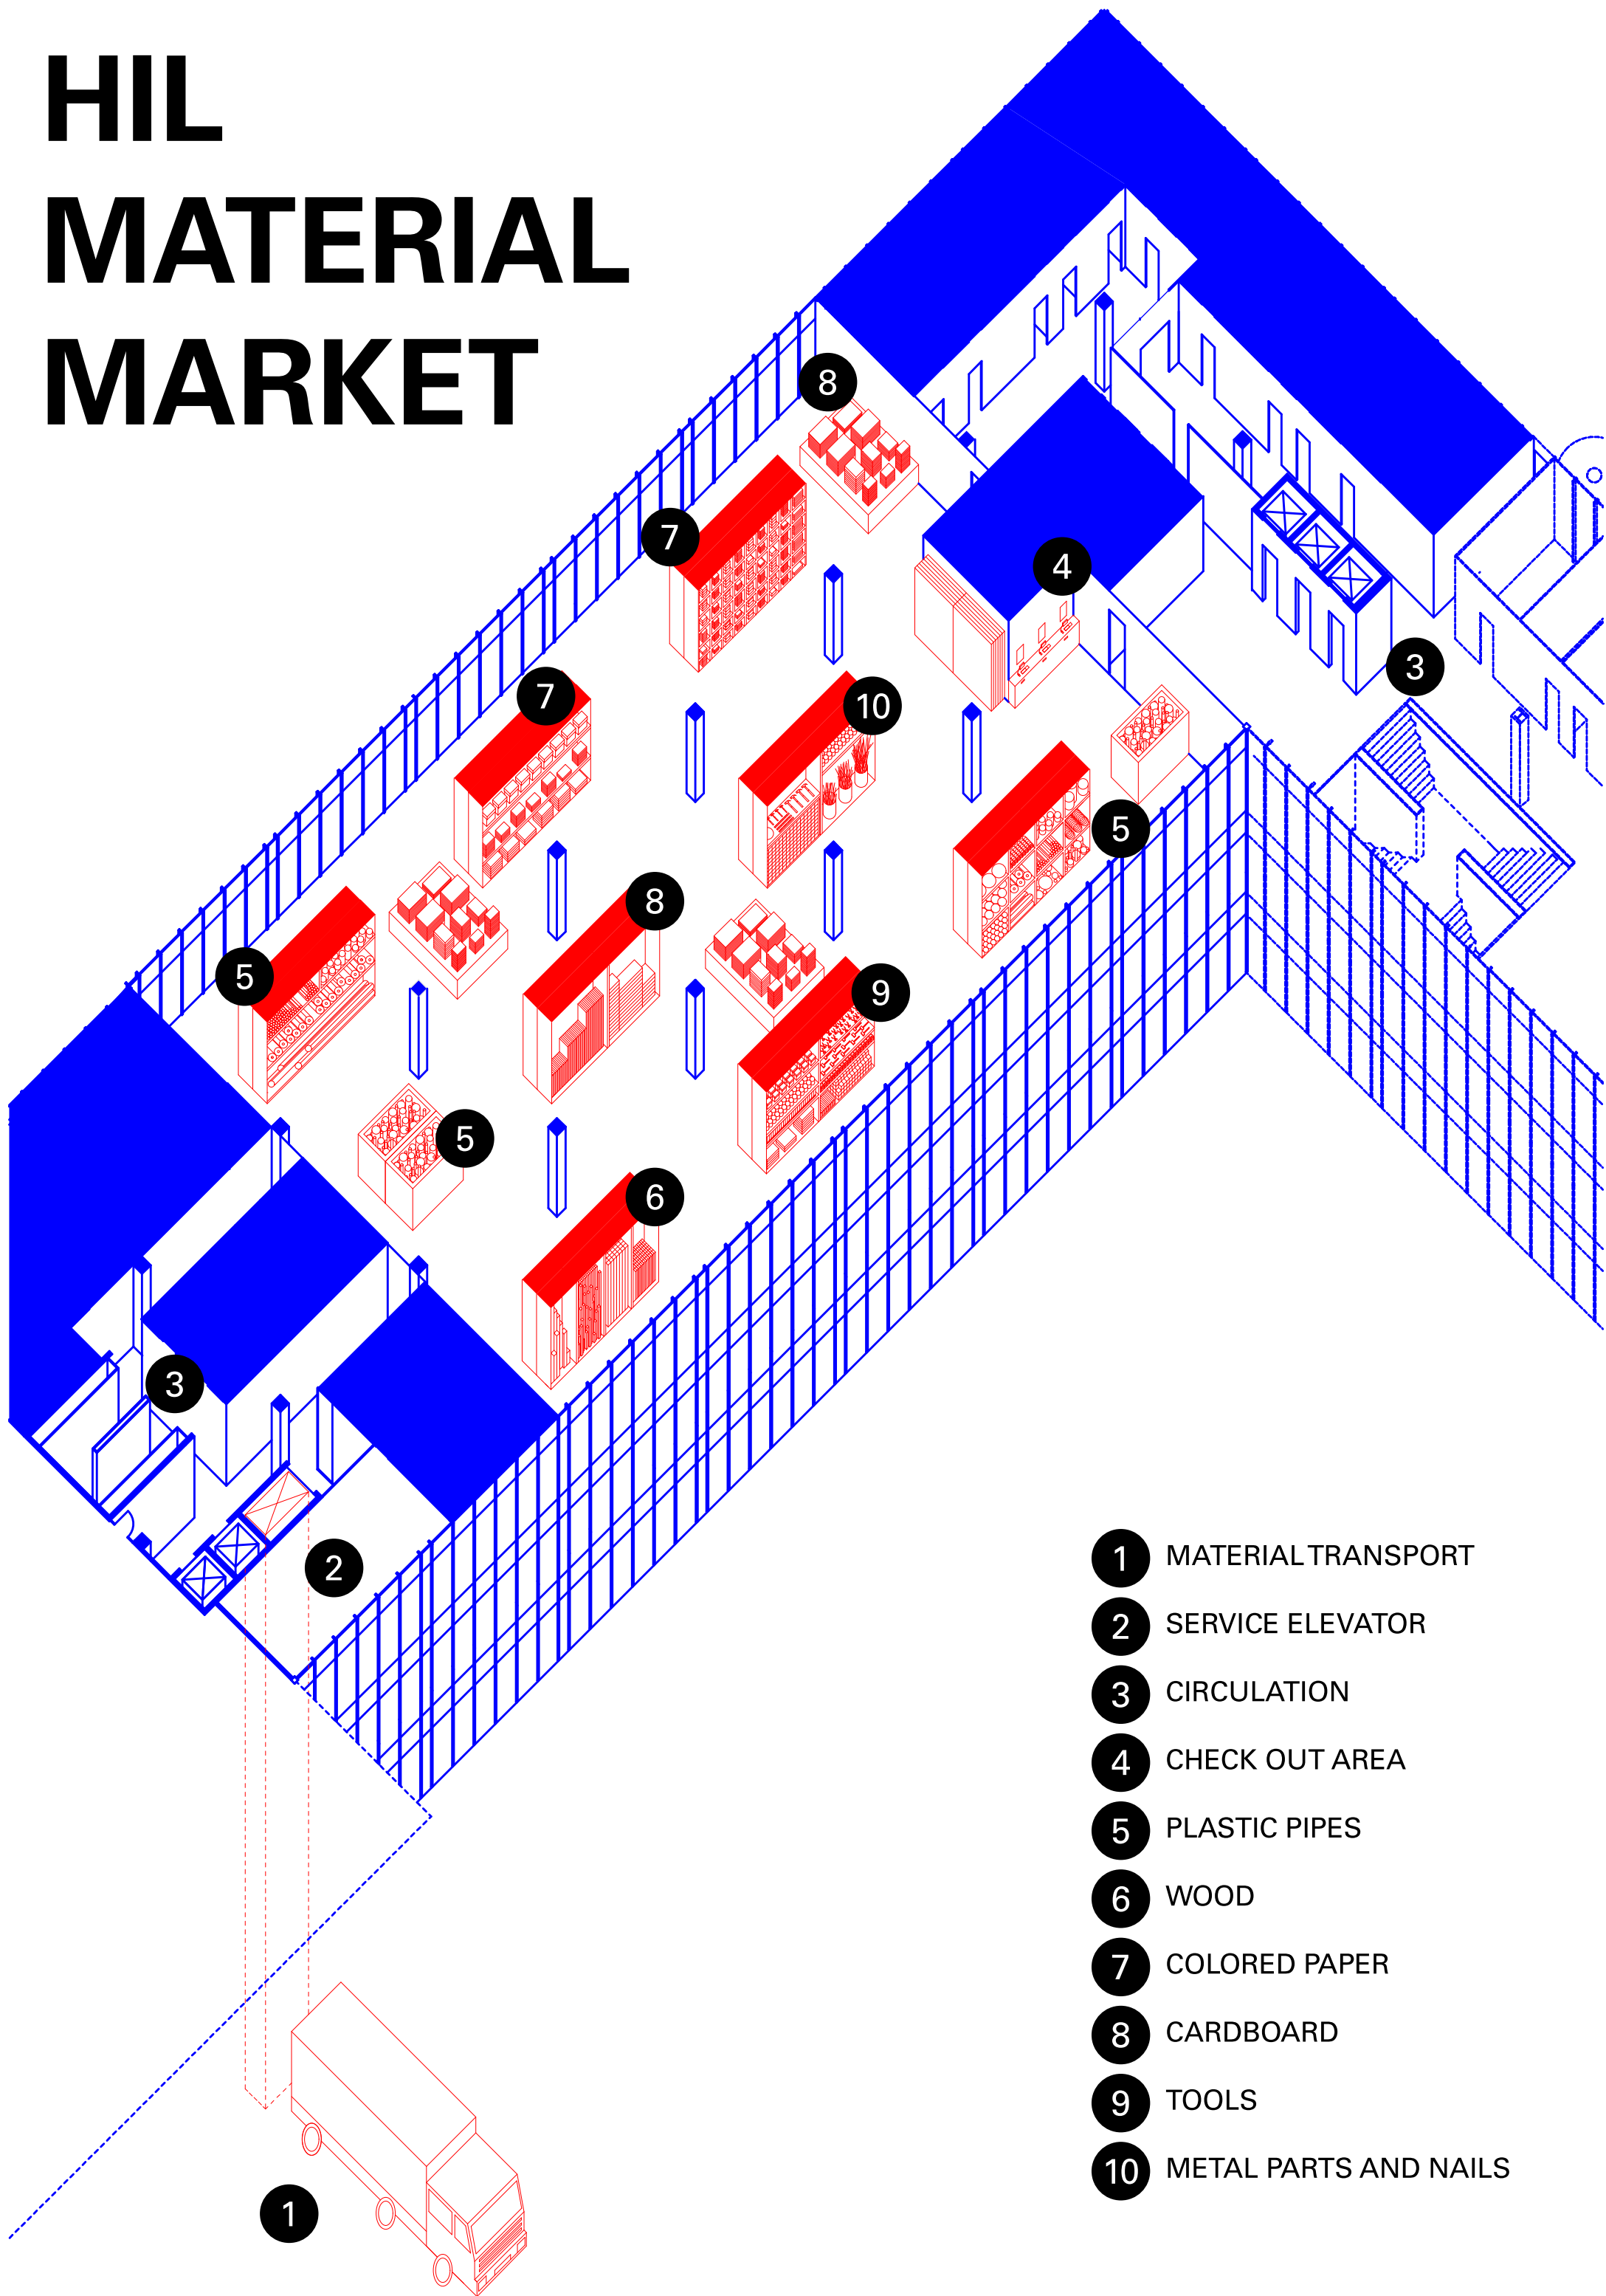 HIL
MATERIAL
MARKET
8
7
4
3
7
10
5
8
5
9
5
6
3
2
1
1 MATERIAL TRANSPORT
2 SERVICE ELEVATOR
3 CIRCULATION
4 CHECK OUT AREA
5 PLASTIC PIPES
6 WOOD
7 COLORED PAPER
8 CARDBOARD
9 TOOLS
10 METAL PARTS AND NAILS